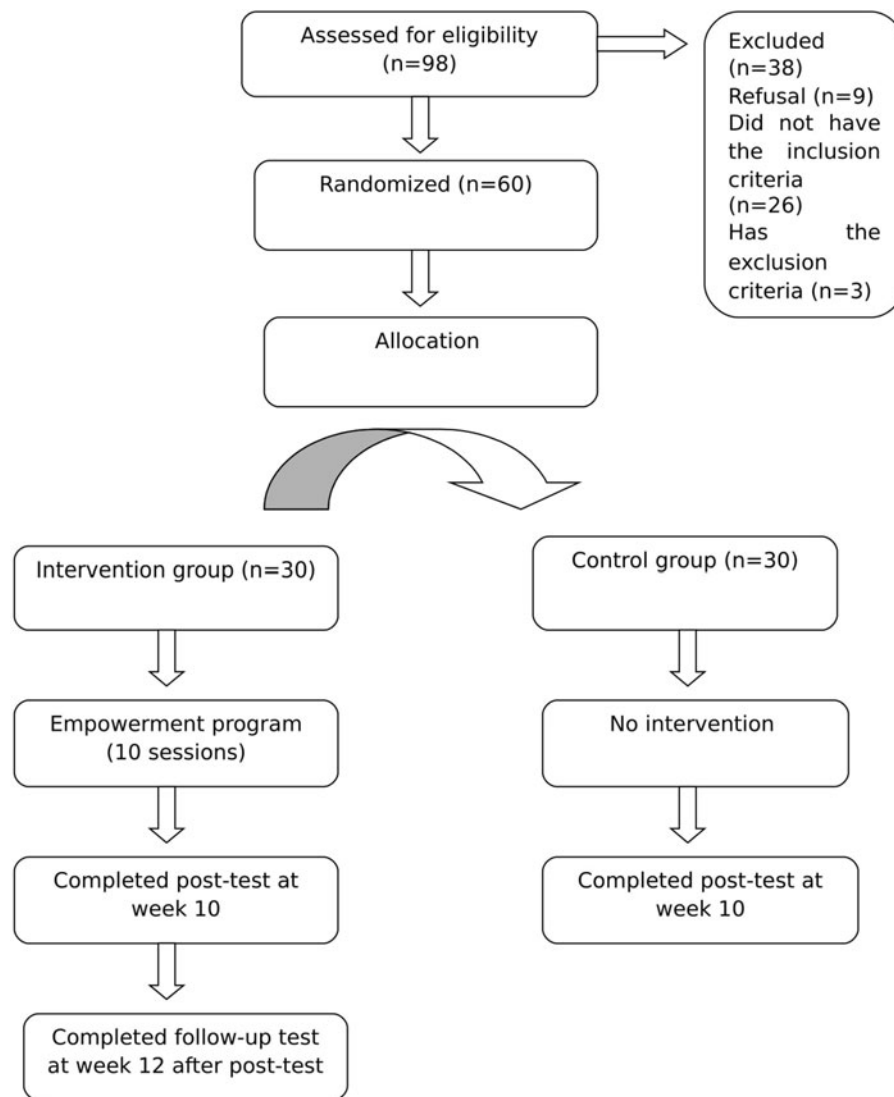 Assessed for eligibility
(n=98)
Excluded
(n=38)
Refusal (n=9)
Did not have
the inclusion
criteria
(n=26)
Has the
exclusion
criteria (n=3)
Randomized (n=60)
Allocation
Intervention group (n=30)
Control group (n=30)
Empowerment program
(10 sessions)
No intervention
Completed post-test at
week 10
Completed post-test at
week 10
Completed follow-up test
at week 12 after post-test